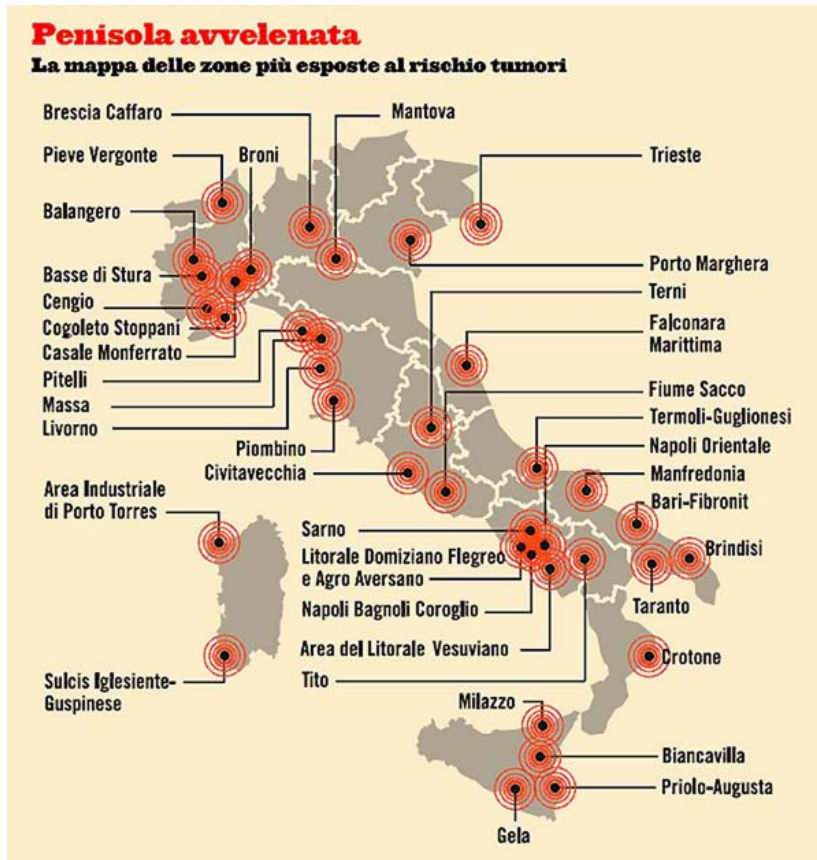 Penisola avvelenata
La mappa delle zone più esposte al rischio tumori
Brescia Caffaro
Mantova
Pieve Vergonte
Broni
Trieste
Balangero
Basse di Stura
Porto Marghera
Cengio
Terni
Cogoleto Stoppani
Falconara
Marittima
Casale Monferrato
Pitelli
Fiume Sacco
Massa
Termoli-Guglionesi
Livorno
Napoli Orientale
Piombino
Civitavecchia
Manfredonia
Area Industriale
di Porto Torres
Bari-Fibronit
Sarno
Brindisi
Litorale Domiziano Flegreo
e Agro Aversano
Taranto
Napoli Bagnoli Coroglio
Area del Litorale Vesuviano
Crotone
Sulcis Iglesiente-
Guspinese
Tito
Milazzo
Biancavilla
Priolo-Augusta
Gela